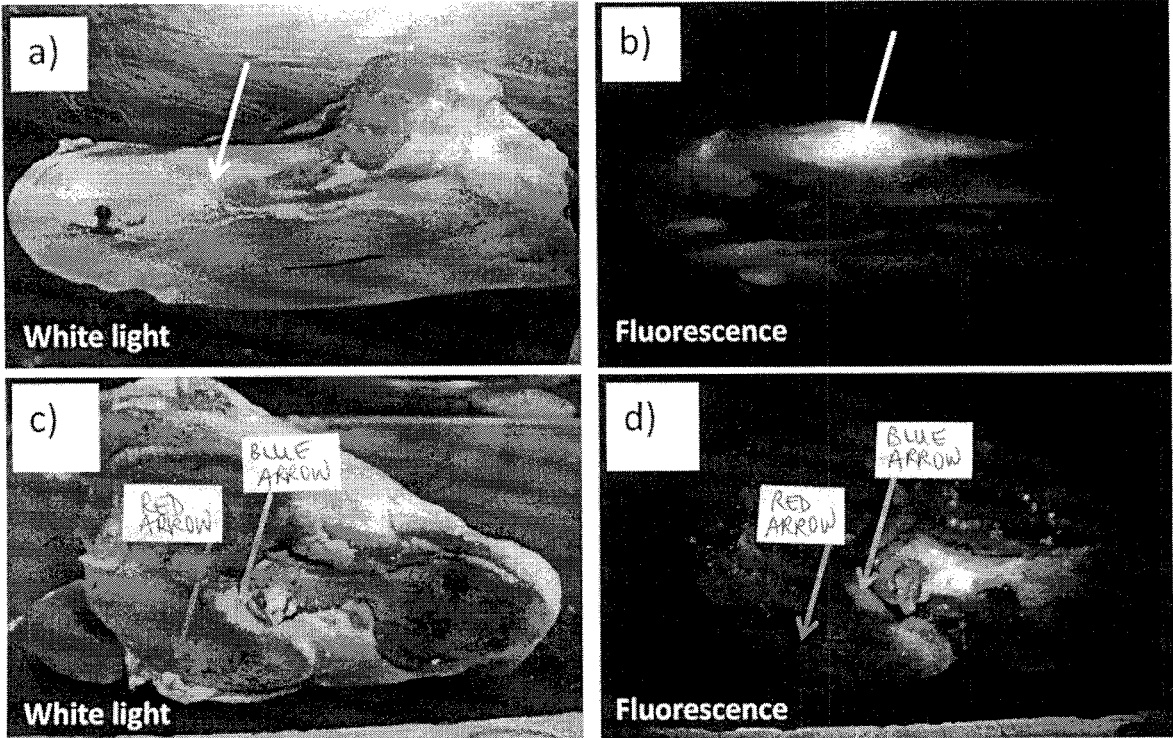 a)
White light
b)
Fluorescence
c)
BLUE
ARROW
RED
ARROW
White light
d)
BLUE
ARROW
RED
ARROW
Fluorescence